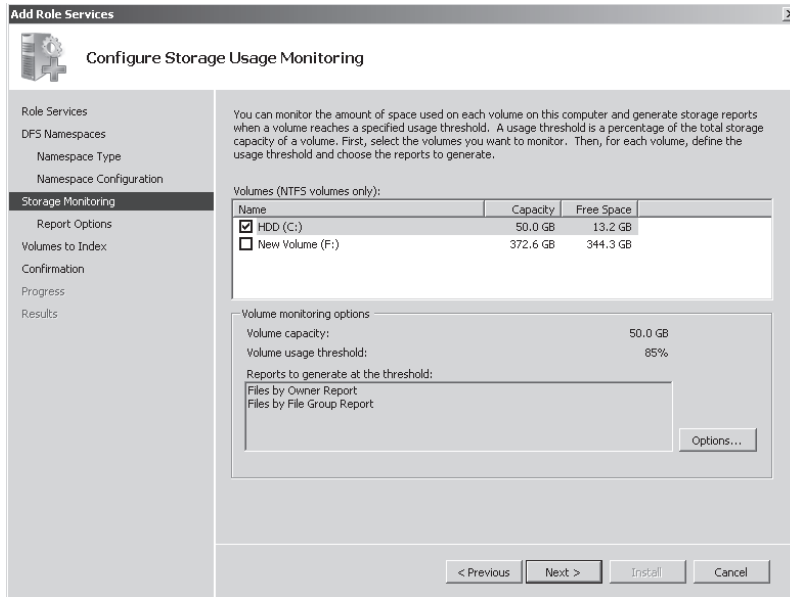 Add Role Services
Configure Storage Usage Monitoring
Role Services
DFS Namespaces
Namespace Type
Namespace Configuration
Storage Monitoring
Report Options
Volumes to Index
Confirmation
Progress
Results
You can monitor the amount of space used on each volume on this computer and generate storage reports
when a volume reaches a specified usage threshold. A usage threshold is a percentage of the total storage
capacity of a volume. First, select the volumes you want to monitor. Then, for each volume, define the
usage threshold and choose the reports to generate.
Volumes (NTFS volumes only):
Name Capacity Free Space
HDD (C:) 50.0 GB 13.2 GB
New Volume (F:) 372.6 GB 344.3 GB
Volume monitoring options
Volume capacity: 50.0 GB
Volume usage threshold: 85%
Reports to generate at the threshold:
Files by Owner Report
Files by File Group Report
Options...
< Previous Next > Install Cancel